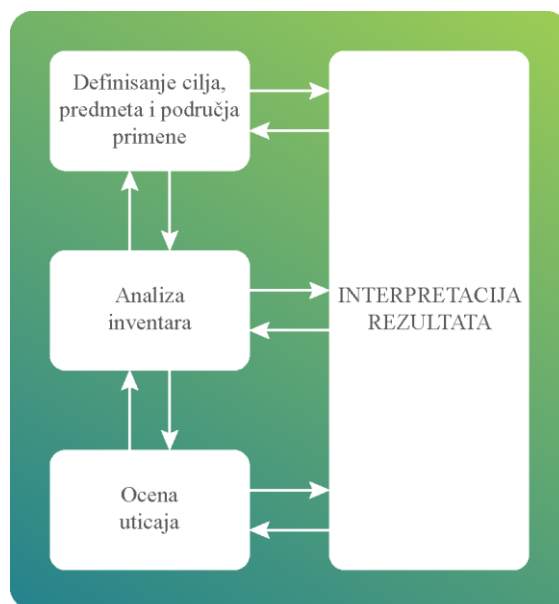 Definisanje cilja,
predmeta i područja
primene
Analiza
inventara
Ocena
uticaja
INTERPRETACIJA
REZULTATA